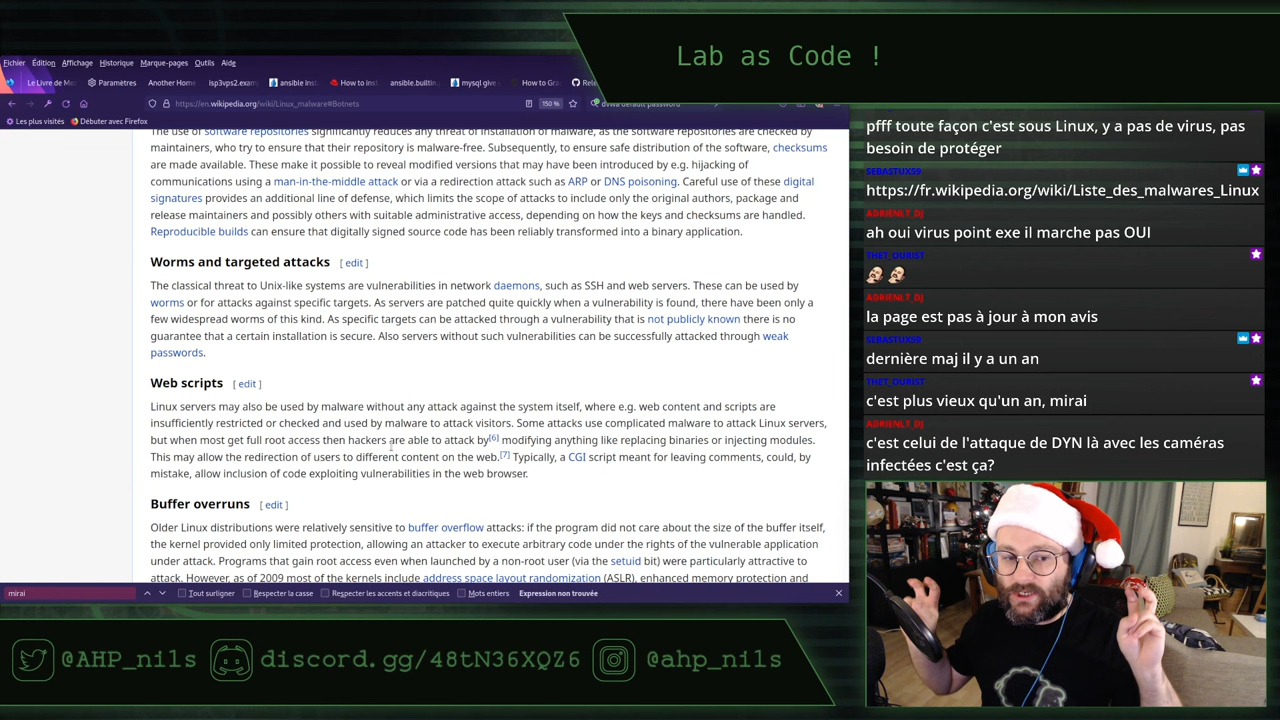 Lab as Code !
Fichier Édition Affichage Historique Marque-pages Outils Aide
Le Livre de Paramètres Another Home isp3vps2.exam ansible inst How to inst ansible.builtin. mysql give How to Gra Rele
https://en.wikipedia.org/wiki/Linux_malware#Botnets 150 % dvwa default password
Les plus visités Débuter avec Firefox
The use of software repositories significantly reduces any threat of installation of malware, as the software repositories are checked by
maintainers, who try to ensure that their repository is malware-free. Subsequently, to ensure safe distribution of the software, checksums
are made available. These make it possible to reveal modified versions that may have been introduced by e.g. hijacking of
communications using a man-in-the-middle attack or via a redirection attack such as ARP or DNS poisoning. Careful use of these digital
signatures provides an additional line of defense, which limits the scope of attacks to include only the original authors, package and
release maintainers and possibly others with suitable administrative access, depending on how the keys and checksums are handled.
Reproducible builds can ensure that digitally signed source code has been reliably transformed into a binary application.
Worms and targeted attacks [ edit ]
The classical threat to Unix-like systems are vulnerabilities in network daemons, such as SSH and web servers. These can be used by
worms or for attacks against specific targets. As servers are patched quite quickly when a vulnerability is found, there have been only a
few widespread worms of this kind. As specific targets can be attacked through a vulnerability that is not publicly known there is no
guarantee that a certain installation is secure. Also servers without such vulnerabilities can be successfully attacked through weak
passwords.
Web scripts [ edit ]
Linux servers may also be used by malware without any attack against the system itself, where e.g. web content and scripts are
insufficiently restricted or checked and used by malware to attack visitors. Some attacks use complicated malware to attack Linux servers,
but when most get full root access then hackers are able to attack by[6] modifying anything like replacing binaries or injecting modules.
This may allow the redirection of users to different content on the web.[7] Typically, a CGI script meant for leaving comments, could, by
mistake, allow inclusion of code exploiting vulnerabilities in the web browser.
Buffer overruns [ edit ]
Older Linux distributions were relatively sensitive to buffer overflow attacks: if the program did not care about the size of the buffer itself,
the kernel provided only limited protection, allowing an attacker to execute arbitrary code under the rights of the vulnerable application
under attack. Programs that gain root access even when launched by a non-root user (via the setuid bit) were particularly attractive to
attack. However, as of 2009 most of the kernels include address space layout randomization (ASLR), enhanced memory protection and
mirai Tout surligner Respecter la casse Respecter les accents et diacritiques Mots entiers Expression non trouvée
pfff toute façon c'est sous Linux, y a pas de virus, pas
besoin de protéger
SEBASTUX59
https://fr.wikipedia.org/wiki/Liste_des_malwares_Linux
ADRIENLT_DJ
ah oui virus point exe il marche pas OUI
THET_OURIST
ADRIENLT_DJ
la page est pas à jour à mon avis
SEBASTUX59
dernière maj il y a un an
THET_OURIST
c'est plus vieux qu'un an, mirai
ADRIENLT_DJ
c'est celui de l'attaque de DYN là avec les caméras
infectées c'est ça?
@AHP_nils discord.gg/48tN36XQZ6 @ahp_nils